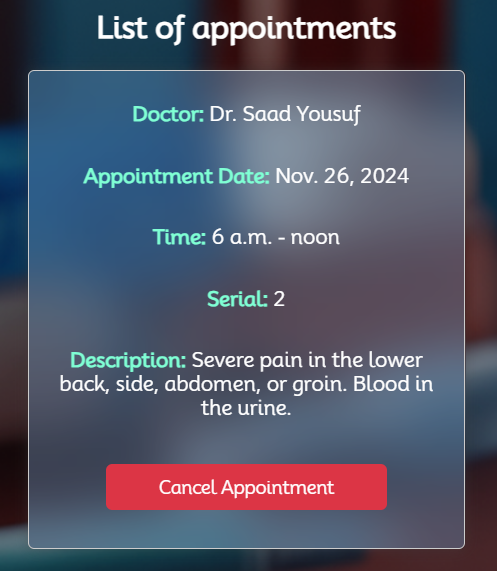 List of appointments
Doctor: Dr. Saad Yousuf
Appointment Date: Nov. 26, 2024
Time: 6 a.m. - noon
Serial: 2
Description: Severe pain in the lower
back, side, abdomen, or groin. Blood in
the urine.
Cancel Appointment